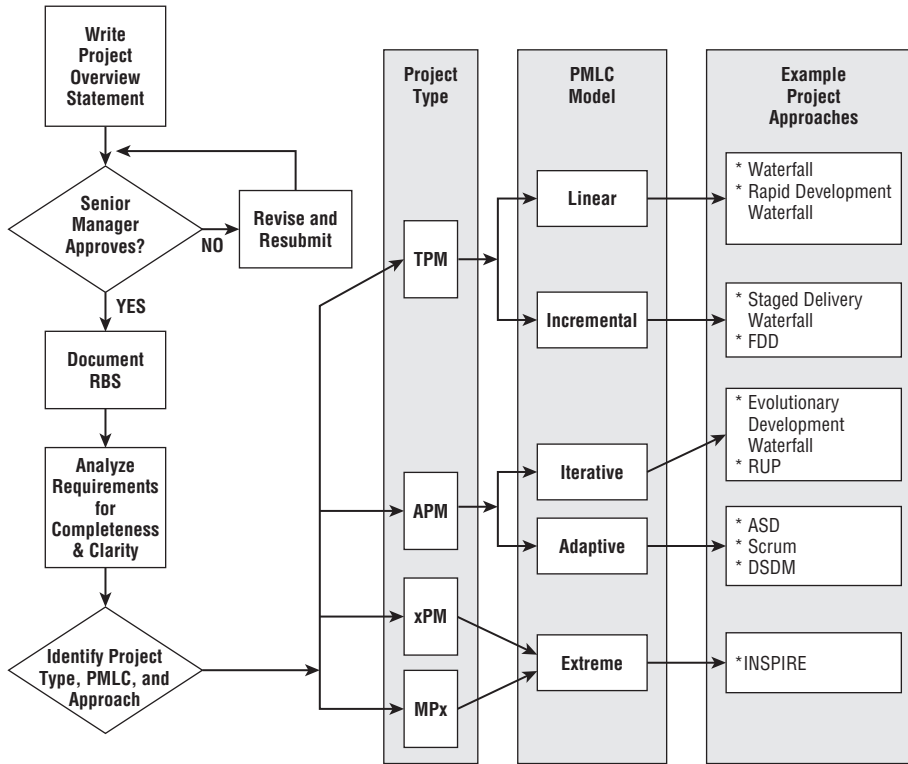 Write
Project
Overview
Statement
Senior
Manager
Approves?
NO
Revise and
Resubmit
YES
Document
RBS
Analyze
Requirements
for
Completeness
& Clarity
Identify Project
Type, PMLC, and
Approach
Project
Type
TPM
APM
xPM
MPx
PMLC
Model
Linear
Incremental
Iterative
Adaptive
Extreme
Example
Project
Approaches
* Waterfall
* Rapid Development
Waterfall
* Staged Delivery
Waterfall
* FDD
* Evolutionary
Development
Waterfall
* RUP
* ASD
* Scrum
* DSDM
*INSPIRE